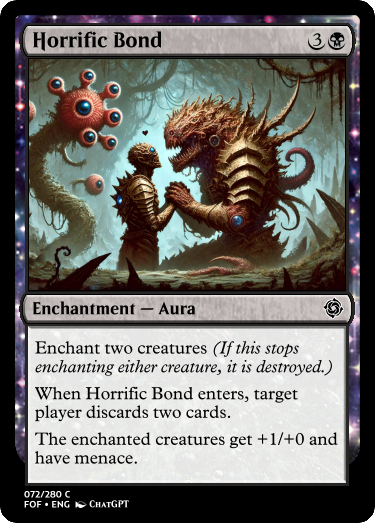 Horrific Bond 3
Enchantment — Aura
Enchant two creatures (If this stops
enchanting either creature, it is destroyed.)
When Horrific Bond enters, target
player discards two cards.
The enchanted creatures get +1/+0 and
have menace.
072/280 C
FOF • ENG ChatGPT